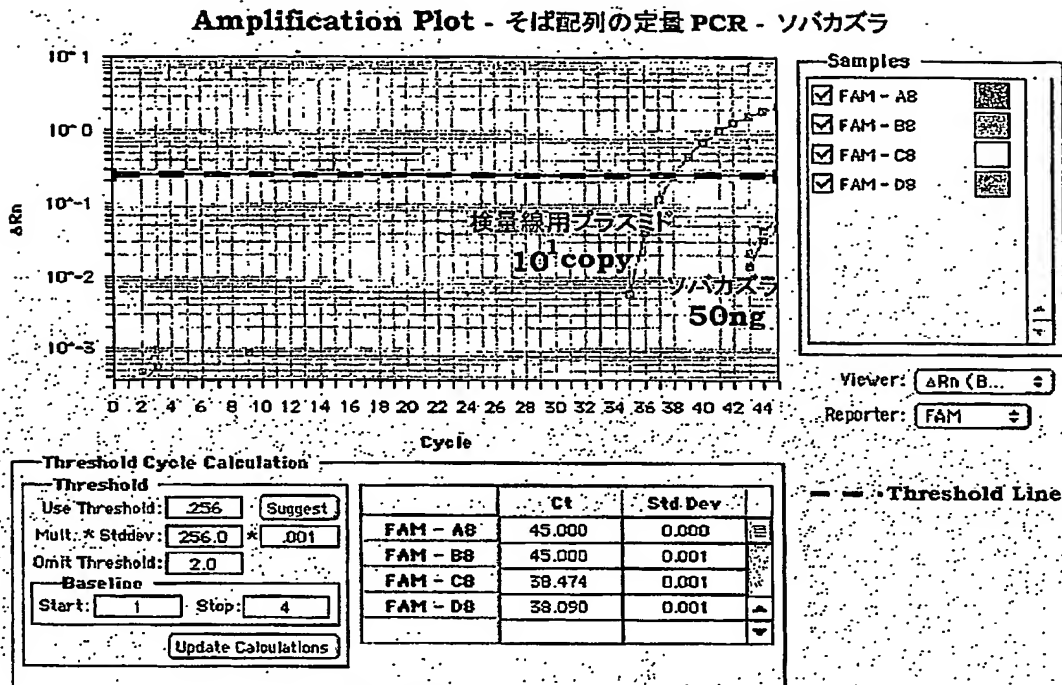 Amplification Plot - そば配列の定量 PCR - ソバカズラ
10^1
10^0
10^-1
10^-2
10^-3
ΔRn
検量線用プラスミド
10¹ copy
ソバカズラ
50ng
0 2 4 6 8 10 12 14 16 18 20 22 24 26 28 30 32 34 36 38 40 42 44
Cycle
Samples
FAM - A8
FAM - B8
FAM - C8
FAM - D8
Viewer: ΔRn (B...
Reporter: FAM
Threshold Line
Threshold Cycle Calculation
Threshold
Use Threshold: .256 Suggest
Mult. * Stddev: 256.0 * .001
Omit Threshold: 2.0
Baseline
Start: 1 Stop: 4
Update Calculations
Ct Std.Dev
FAM - A8 45.000 0.000
FAM - B8 45.000 0.001
FAM - C8 38.474 0.001
FAM - D8 38.090 0.001